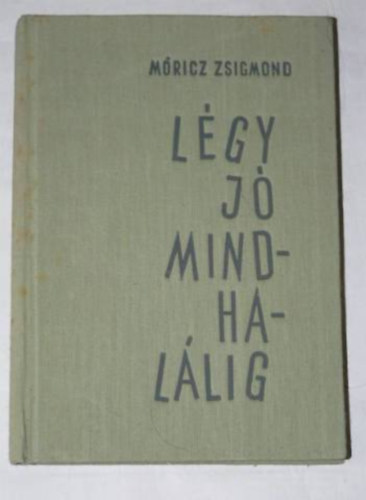 MÓRICZ ZSIGMOND
LÉGY
JÓ
MIND-
HA-
LÁLIG